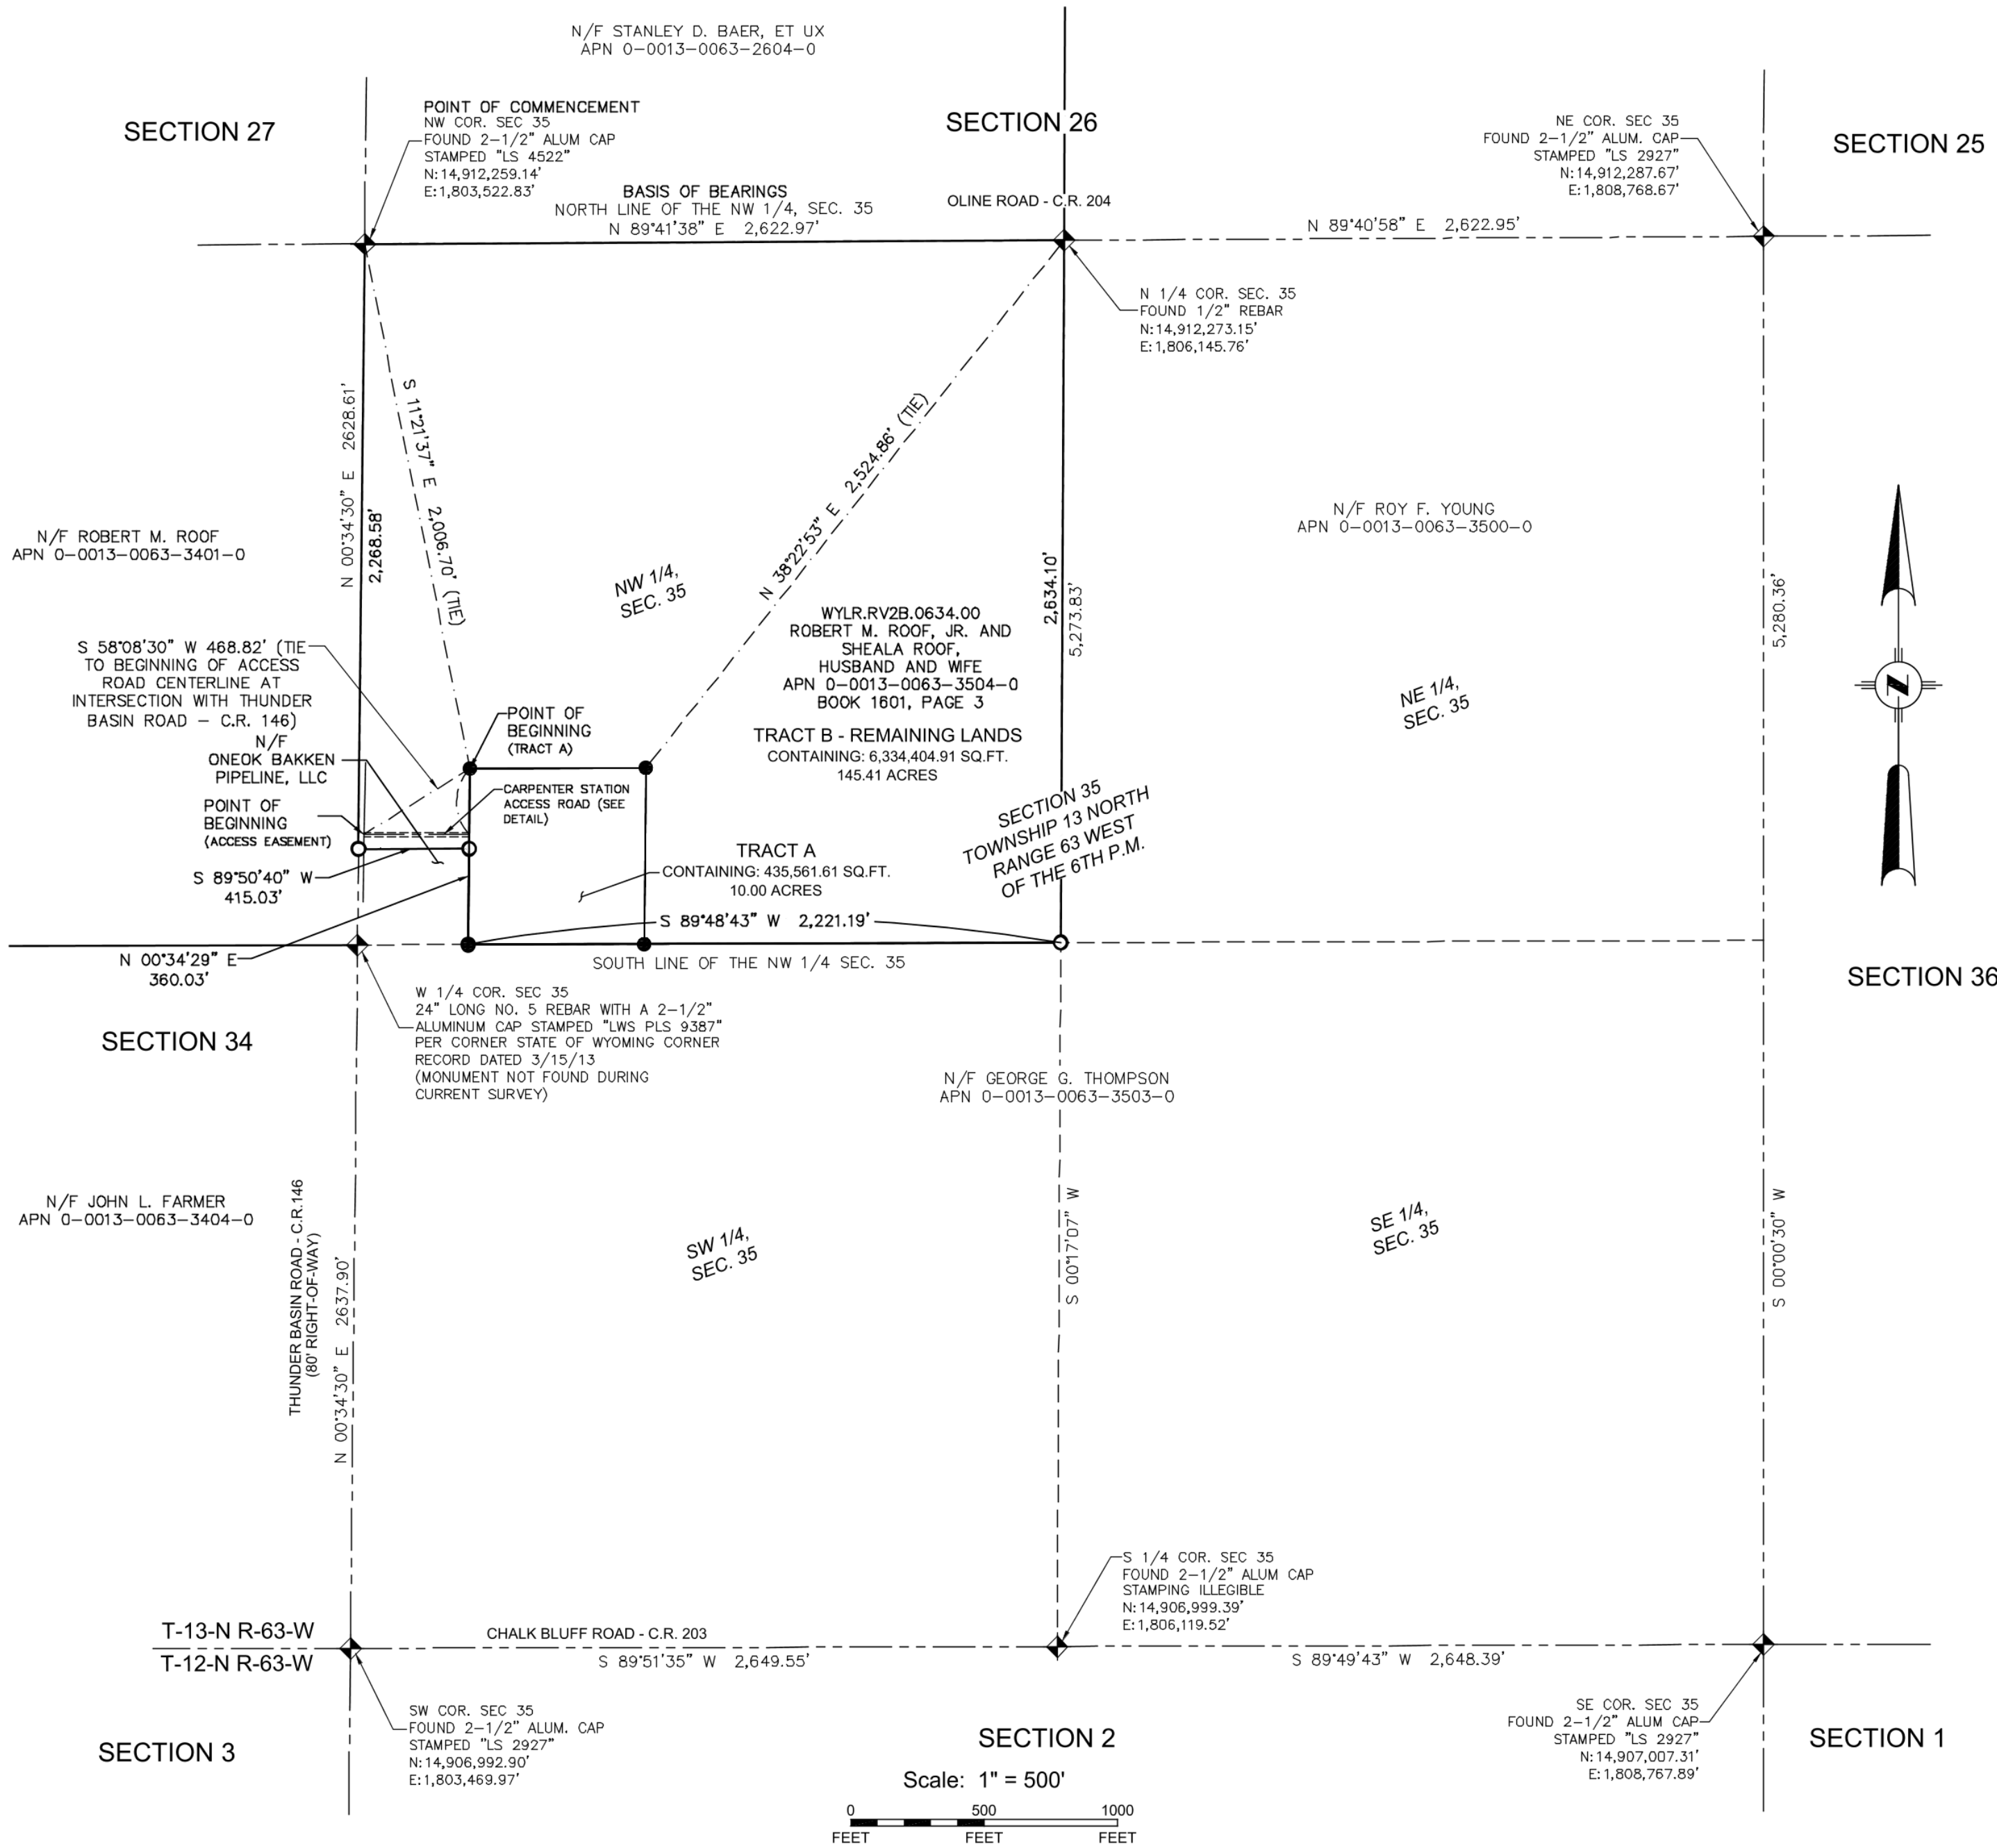 N/F STANLEY D. BAER, ET UX
APN 0-0013-0063-2604-0
SECTION 27
POINT OF COMMENCEMENT
NW COR. SEC 35
FOUND 2-1/2" ALUM CAP
STAMPED "LS 4522"
N:14,912,259.14'
E:1,803,522.83'
SECTION 26
NE COR. SEC 35
FOUND 2-1/2" ALUM. CAP
STAMPED "LS 2927"
N:14,912,287.67'
E:1,808,768.67'
SECTION 25
BASIS OF BEARINGS
NORTH LINE OF THE NW 1/4, SEC. 35
N 89°41'38" E 2,622.97'
OLINE ROAD - C.R. 204
N 89°40'58" E 2,622.95'
N 1/4 COR. SEC. 35
FOUND 1/2" REBAR
N:14,912,273.15'
E:1,806,145.76'
N 00°34'30" E 2628.61'
2,268.58'
S 11°21'37" E 2,006.70' (TIE)
N 38°22'53" E 2,524.86' (TIE)
N/F ROBERT M. ROOF
APN 0-0013-0063-3401-0
NW 1/4,
SEC. 35
N/F ROY F. YOUNG
APN 0-0013-0063-3500-0
2,634.10'
5,273.83'
5,280.36'
WYLR.RV2B.0634.00
ROBERT M. ROOF, JR. AND
SHEALA ROOF,
HUSBAND AND WIFE
APN 0-0013-0063-3504-0
BOOK 1601, PAGE 3
TRACT B - REMAINING LANDS
CONTAINING: 6,334,404.91 SQ.FT.
145.41 ACRES
NE 1/4,
SEC. 35
N
S 58°08'30" W 468.82' (TIE
TO BEGINNING OF ACCESS
ROAD CENTERLINE AT
INTERSECTION WITH THUNDER
BASIN ROAD - C.R. 146)
N/F
ONEOK BAKKEN
PIPELINE, LLC
POINT OF
BEGINNING
(ACCESS EASEMENT)
POINT OF
BEGINNING
(TRACT A)
CARPENTER STATION
ACCESS ROAD (SEE
DETAIL)
S 89°50'40" W
415.03'
TRACT A
CONTAINING: 435,561.61 SQ.FT.
10.00 ACRES
SECTION 35
TOWNSHIP 13 NORTH
RANGE 63 WEST
OF THE 6TH P.M.
S 89°48'43" W 2,221.19'
N 00°34'29" E
360.03'
SOUTH LINE OF THE NW 1/4 SEC. 35
SECTION 36
SECTION 34
W 1/4 COR. SEC 35
24" LONG NO. 5 REBAR WITH A 2-1/2"
ALUMINUM CAP STAMPED "LWS PLS 9387"
PER CORNER STATE OF WYOMING CORNER
RECORD DATED 3/15/13
(MONUMENT NOT FOUND DURING
CURRENT SURVEY)
N/F GEORGE G. THOMPSON
APN 0-0013-0063-3503-0
N/F JOHN L. FARMER
APN 0-0013-0063-3404-0
THUNDER BASIN ROAD - C.R.146
(80' RIGHT-OF-WAY)
N 00°34'30" E 2637.90'
SW 1/4,
SEC. 35
S 00°17'07" W
SE 1/4,
SEC. 35
S 00°00'30" W
S 1/4 COR. SEC 35
FOUND 2-1/2" ALUM CAP
STAMPING ILLEGIBLE
N:14,906,999.39'
E:1,806,119.52'
T-13-N R-63-W
T-12-N R-63-W
CHALK BLUFF ROAD - C.R. 203
S 89°51'35" W 2,649.55'
S 89°49'43" W 2,648.39'
SW COR. SEC 35
FOUND 2-1/2" ALUM. CAP
STAMPED "LS 2927"
N:14,906,992.90'
E:1,803,469.97'
SE COR. SEC 35
FOUND 2-1/2" ALUM CAP
STAMPED "LS 2927"
N:14,907,007.31'
E:1,808,767.89'
SECTION 3
SECTION 2
SECTION 1
Scale: 1" = 500'
0 500 1000
FEET FEET FEET